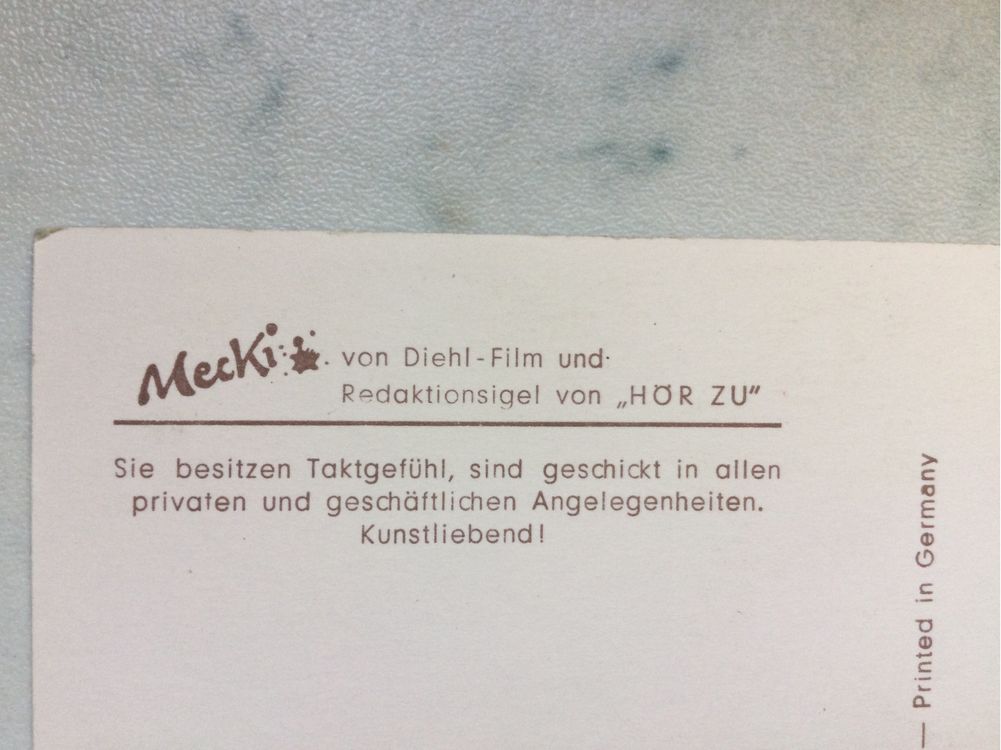 Mecki
von Diehl-Film und
Redaktionsigel von „HÖR ZU"
Sie besitzen Taktgefühl, sind geschickt in allen
privaten und geschäftlichen Angelegenheiten.
Kunstliebend!
— Printed in Germany